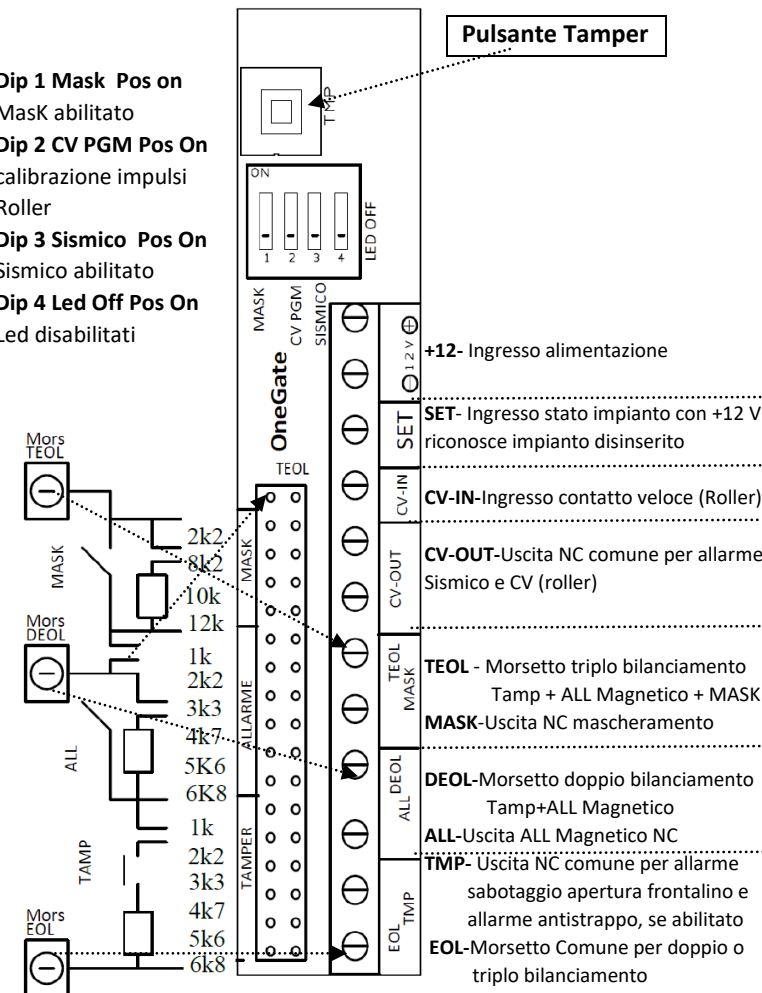 Pulsante Tamper
Dip 1 Mask Pos on
MasK abilitato
Dip 2 CV PGM Pos On
calibrazione impulsi
Roller
Dip 3 Sismico Pos On
Sismico abilitato
Dip 4 Led Off Pos On
Led disabilitati
TMP
ON
1 2 3 4
LED OFF
MASK
CV PGM
SISMICO
OneGate
TEOL
MASK
ALLARME
TAMPER
12V
SET
CV-IN
CV-OUT
TEOL
MASK
DEOL
ALL
EOL
TMP
+12- Ingresso alimentazione
SET- Ingresso stato impianto con +12 V
riconosce impianto disinserito
CV-IN-Ingresso contatto veloce (Roller)
CV-OUT-Uscita NC comune per allarme
Sismico e CV (roller)
TEOL - Morsetto triplo bilanciamento
Tamp + ALL Magnetico + MASK
MASK-Uscita NC mascheramento
DEOL-Morsetto doppio bilanciamento
Tamp+ALL Magnetico
ALL-Uscita ALL Magnetico NC
TMP- Uscita NC comune per allarme
sabotaggio apertura frontalino e
allarme antistrappo, se abilitato
EOL-Morsetto Comune per doppio o
triplo bilanciamento
Mors
TEOL
MASK
Mors
DEOL
ALL
TAMP
Mors
EOL
2k2
8k2
10k
12k
1k
2k2
3k3
4k7
5K6
6K8
1k
2k2
3k3
4k7
5k6
6k8